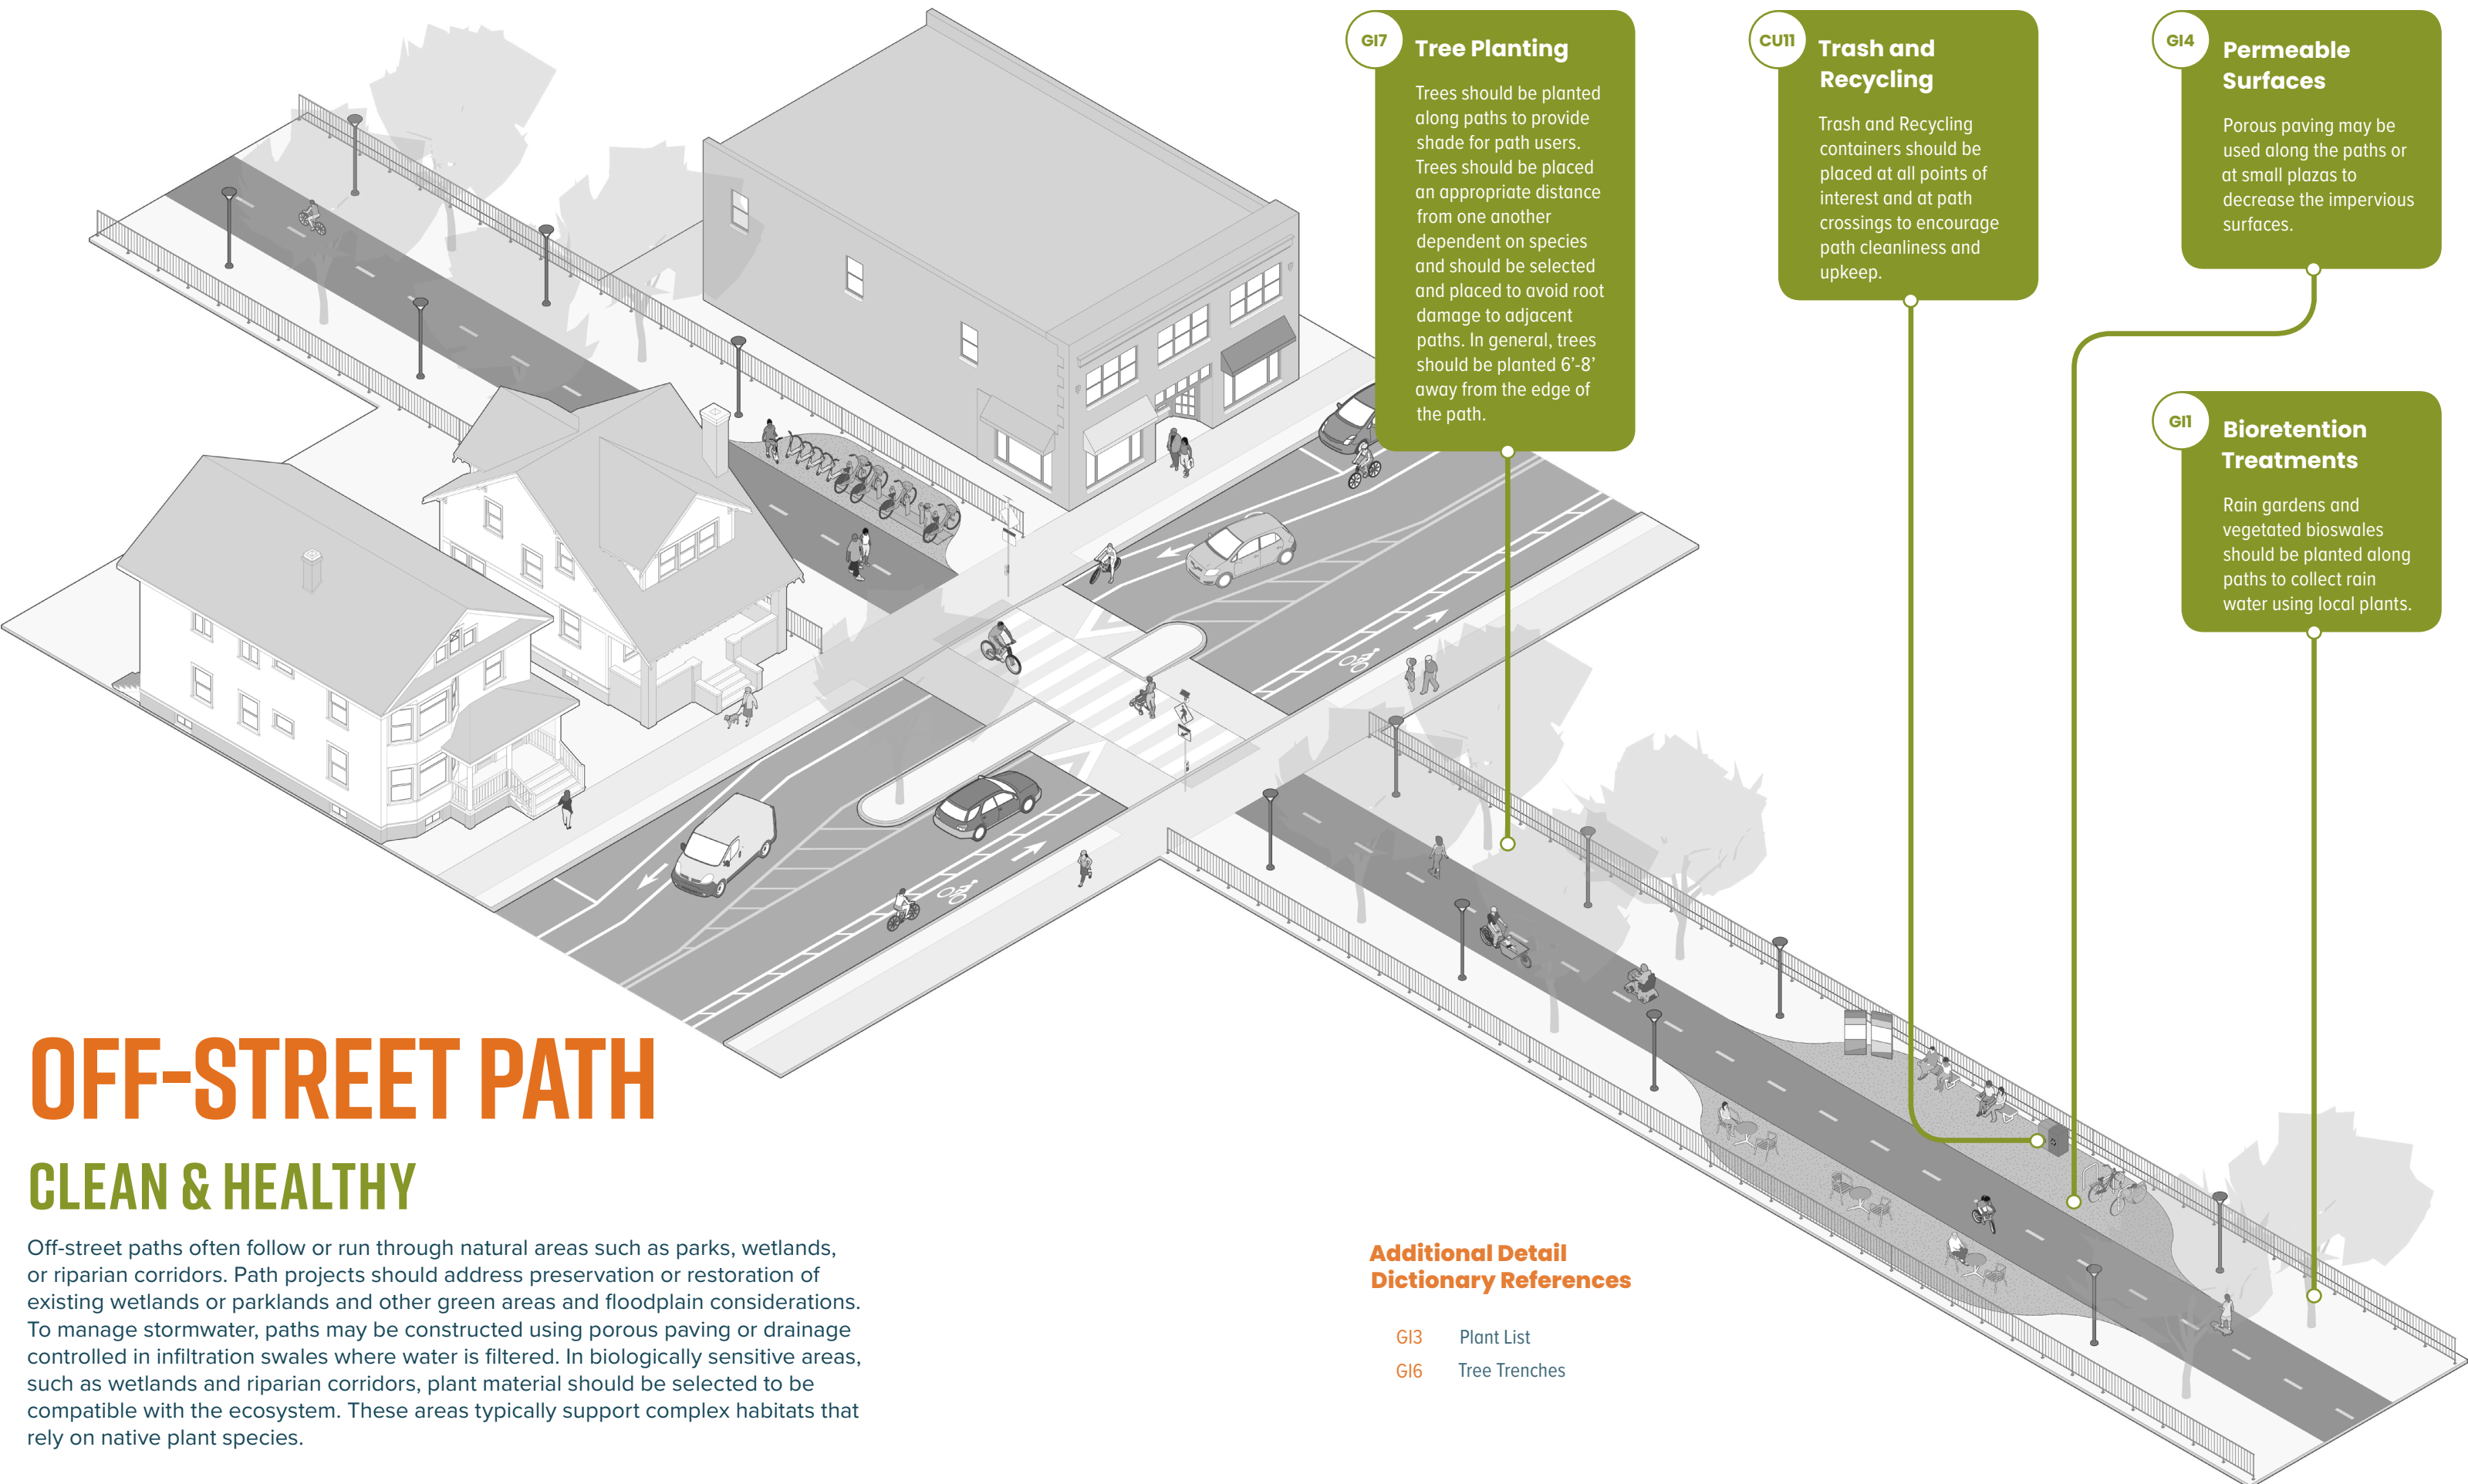 GI7
Tree Planting
Trees should be planted
along paths to provide
shade for path users.
Trees should be placed
an appropriate distance
from one another
dependent on species
and should be selected
and placed to avoid root
damage to adjacent
paths. In general, trees
should be planted 6’-8’
away from the edge of
the path.
CU11
Trash and
Recycling
Trash and Recycling
containers should be
placed at all points of
interest and at path
crossings to encourage
path cleanliness and
upkeep.
GI4
Permeable
Surfaces
Porous paving may be
used along the paths or
at small plazas to
decrease the impervious
surfaces.
GI1
Bioretention
Treatments
Rain gardens and
vegetated bioswales
should be planted along
paths to collect rain
water using local plants.
OFF-STREET PATH
CLEAN & HEALTHY
Off-street paths often follow or run through natural areas such as parks, wetlands,
or riparian corridors. Path projects should address preservation or restoration of
existing wetlands or parklands and other green areas and floodplain considerations.
To manage stormwater, paths may be constructed using porous paving or drainage
controlled in infiltration swales where water is filtered. In biologically sensitive areas,
such as wetlands and riparian corridors, plant material should be selected to be
compatible with the ecosystem. These areas typically support complex habitats that
rely on native plant species.
Additional Detail
Dictionary References
GI3 Plant List
GI6 Tree Trenches